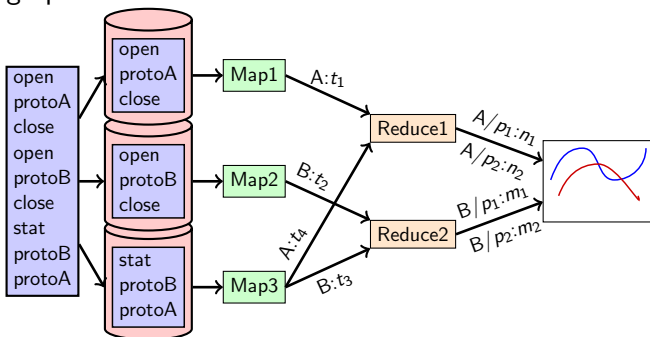 open
protoA
close
open
protoB
close
stat
protoB
protoA
open
protoA
close
open
protoB
close
stat
protoB
protoA
Map1
Map2
Map3
A:t₁
B:t₂
A:t₄
B:t₃
Reduce1
Reduce2
A/p₁:n₁
A/p₂:n₂
B/p₁:m₁
B/p₂:m₂